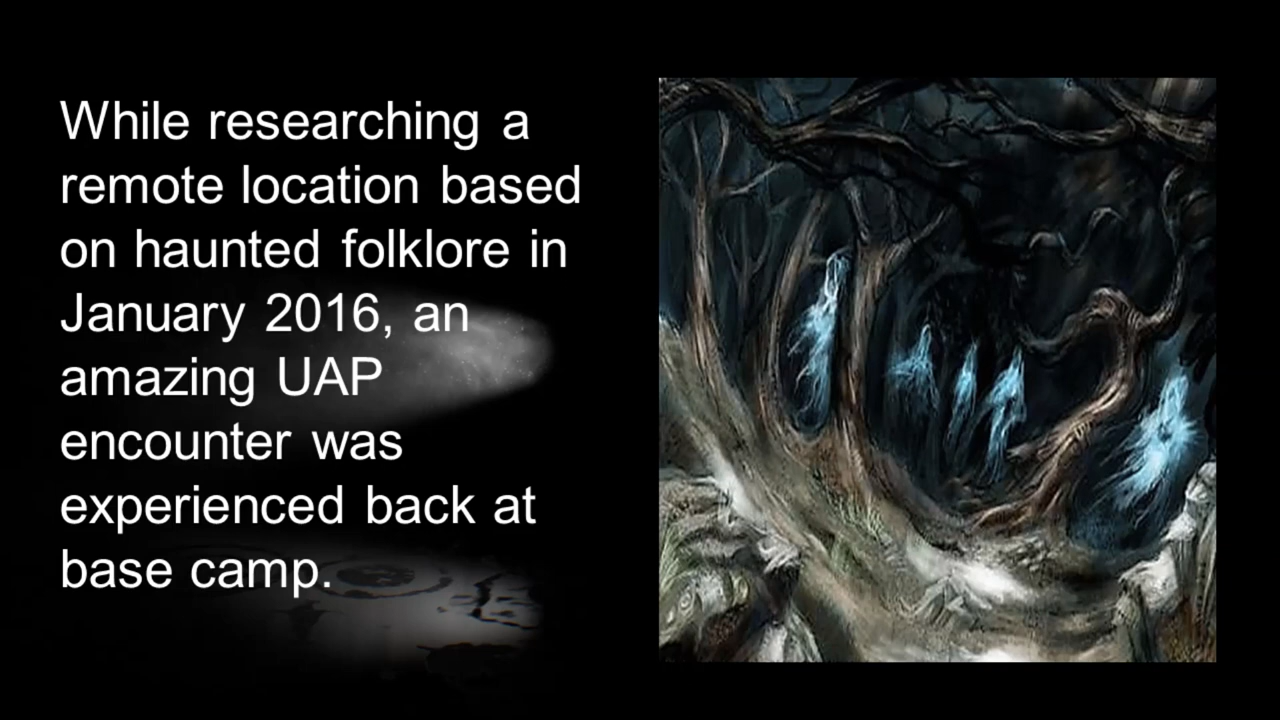 While researching a
remote location based
on haunted folklore in
January 2016, an
amazing UAP
encounter was
experienced back at
base camp.